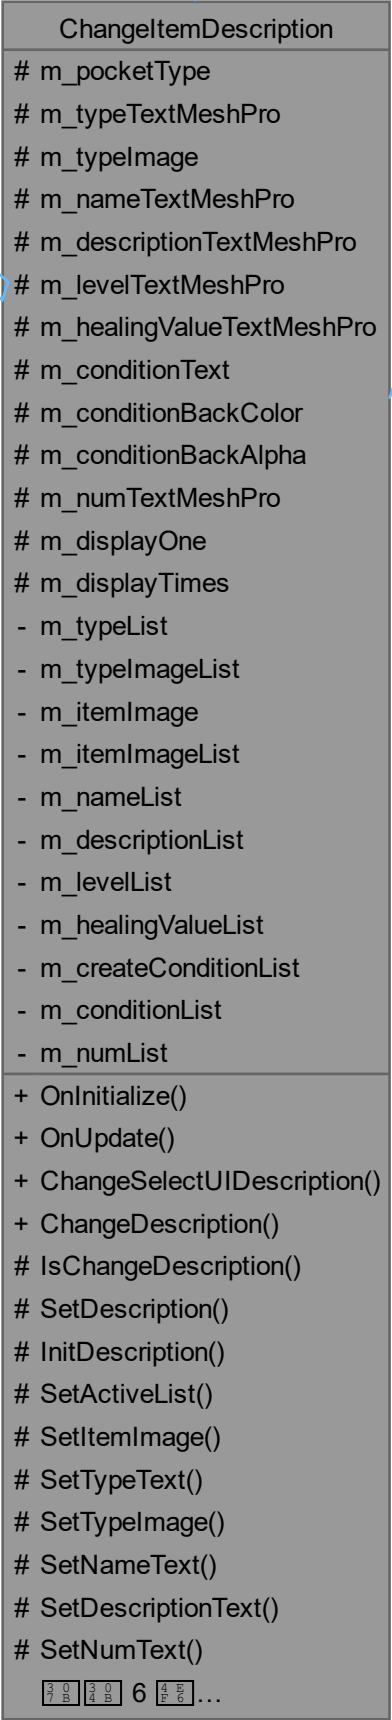 ChangeItemDescription
# m_pocketType
# m_typeTextMeshPro
# m_typeImage
# m_nameTextMeshPro
# m_descriptionTextMeshPro
# m_levelTextMeshPro
# m_healingValueTextMeshPro
# m_conditionText
# m_conditionBackColor
# m_conditionBackAlpha
# m_numTextMeshPro
# m_displayOne
# m_displayTimes
- m_typeList
- m_typeImageList
- m_itemImage
- m_itemImageList
- m_nameList
- m_descriptionList
- m_levelList
- m_healingValueList
- m_createConditionList
- m_conditionList
- m_numList
+ OnInitialize()
+ OnUpdate()
+ ChangeSelectUIDescription()
+ ChangeDescription()
# IsChangeDescription()
# SetDescription()
# InitDescription()
# SetActiveList()
# SetItemImage()
# SetTypeText()
# SetTypeImage()
# SetNameText()
# SetDescriptionText()
# SetNumText()
6 ...